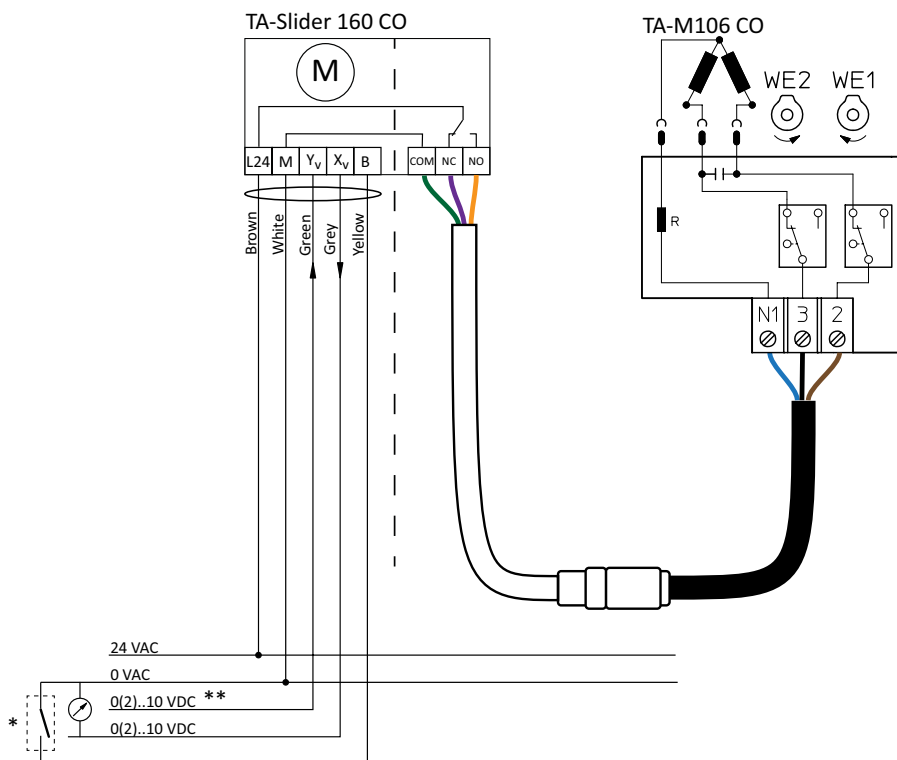 TA-Slider 160 CO
M
L24 M Yv Xv B
COM NC NO
Brown
White
Green
Grey
Yellow
TA-M106 CO
WE2 WE1
R
N1 3 2
24 VAC
0 VAC
0(2)..10 VDC **
0(2)..10 VDC
*